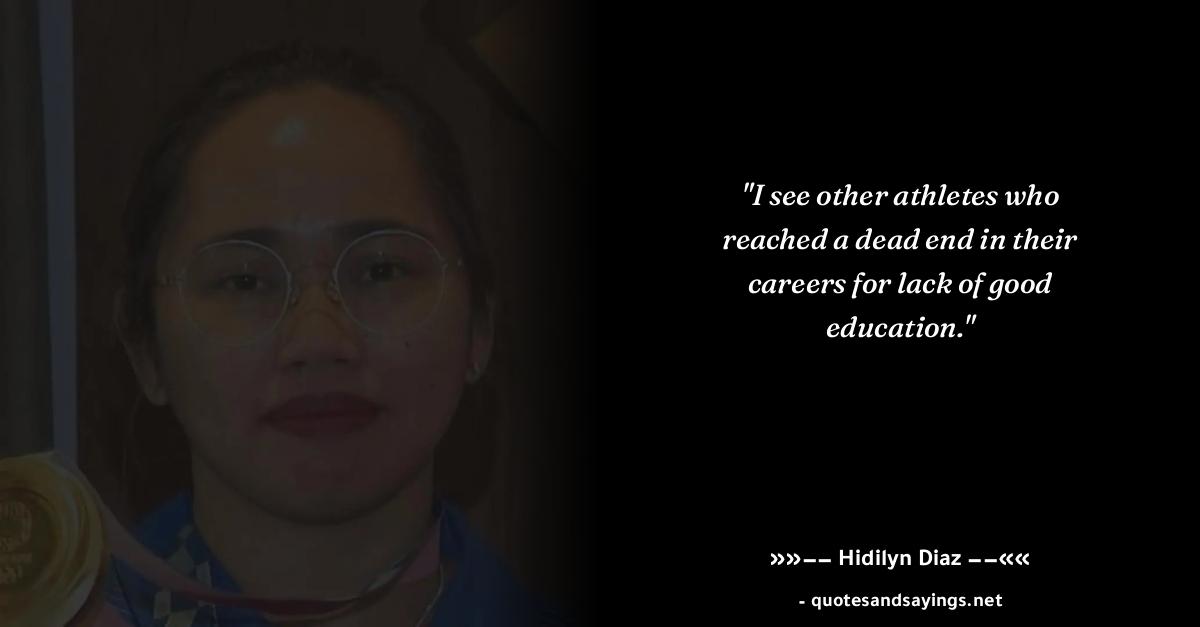 "I see other athletes who
reached a dead end in their
careers for lack of good
education."
»»−− Hidilyn Diaz −−««
- quotesandsayings.net